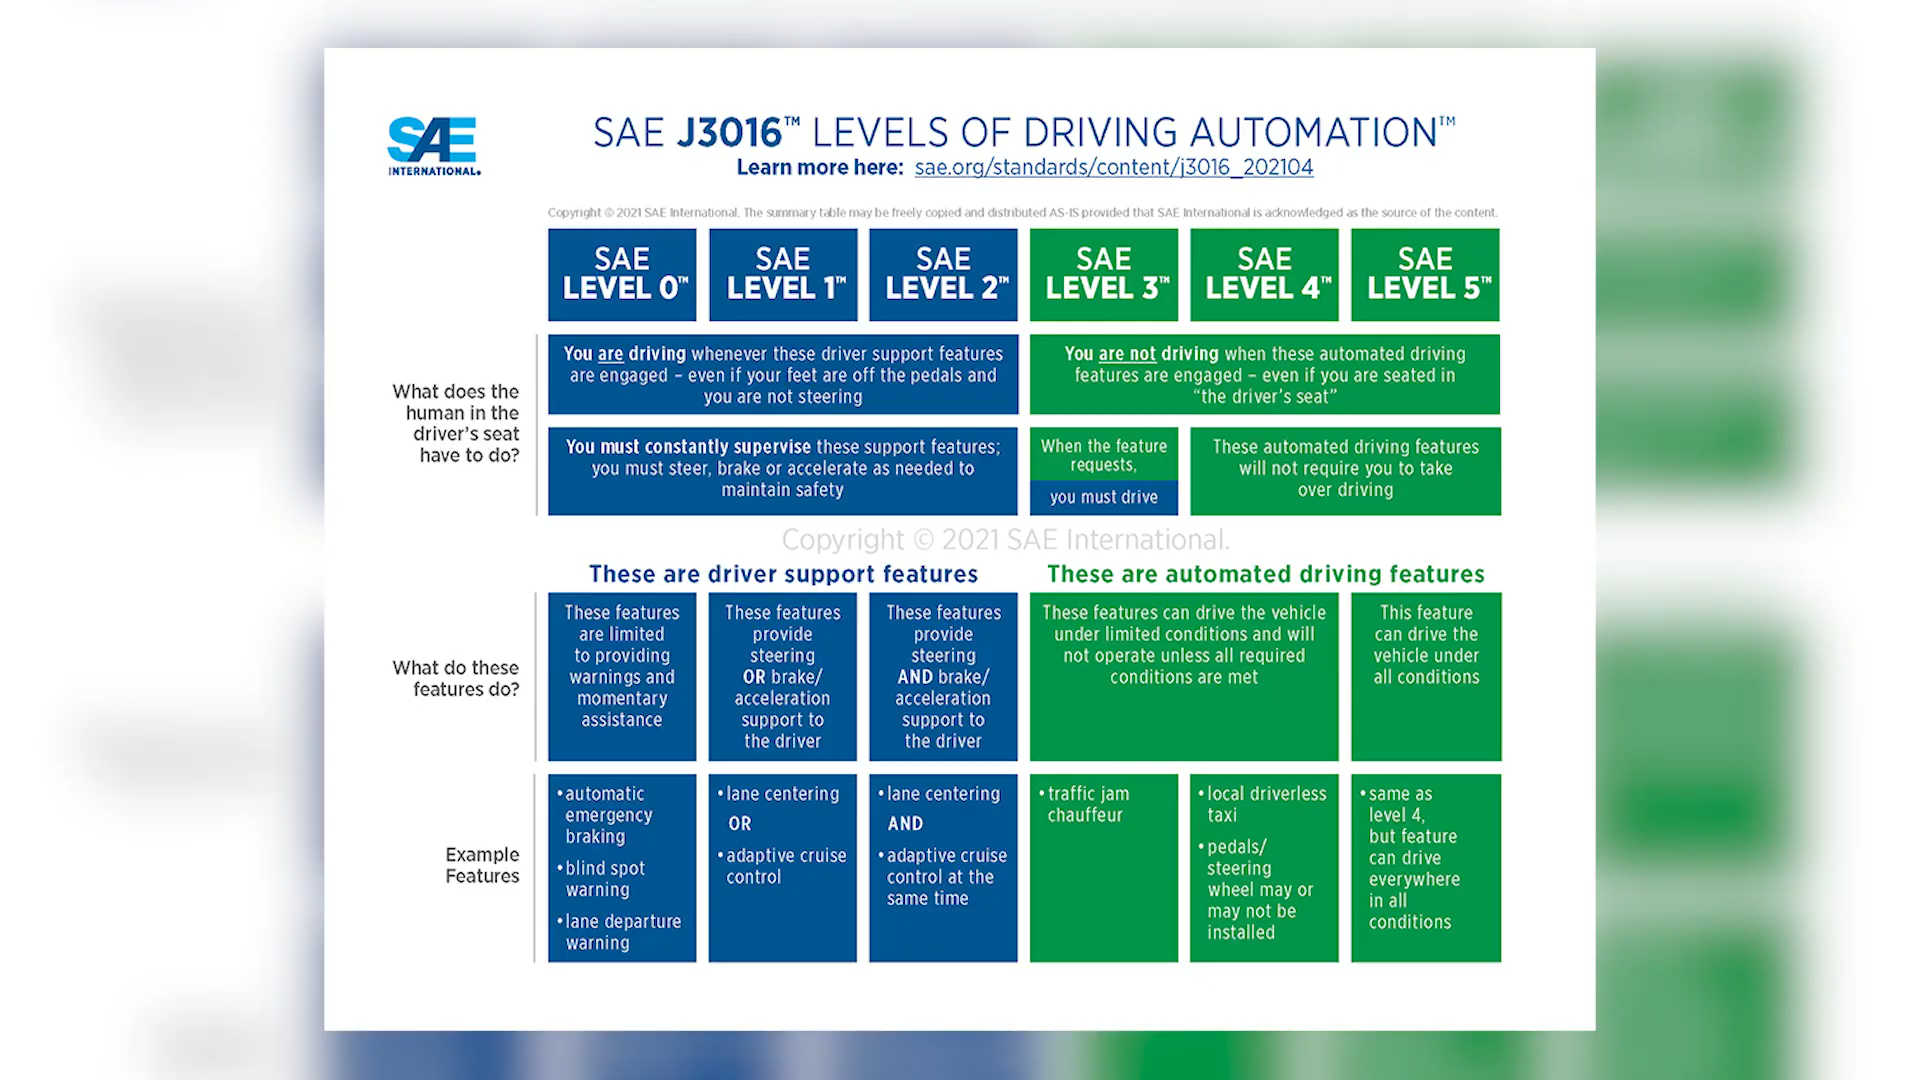 SAE
INTERNATIONAL®
SAE J3016™ LEVELS OF DRIVING AUTOMATION™
Learn more here: sae.org/standards/content/j3016_202104
Copyright © 2021 SAE International. The summary table may be freely copied and distributed AS-IS provided that SAE International is acknowledged as the source of the content.
SAE
LEVEL 0™
SAE
LEVEL 1™
SAE
LEVEL 2™
SAE
LEVEL 3™
SAE
LEVEL 4™
SAE
LEVEL 5™
What does the
human in the
driver's seat
have to do?
You are driving whenever these driver support features
are engaged – even if your feet are off the pedals and
you are not steering
You are not driving when these automated driving
features are engaged – even if you are seated in
“the driver's seat”
You must constantly supervise these support features;
you must steer, brake or accelerate as needed to
maintain safety
When the feature
requests,
you must drive
These automated driving features
will not require you to take
over driving
Copyright © 2021 SAE International.
These are driver support features
These are automated driving features
What do these
features do?
These features
are limited
to providing
warnings and
momentary
assistance
These features
provide
steering
OR brake/
acceleration
support to
the driver
These features
provide
steering
AND brake/
acceleration
support to
the driver
These features can drive the vehicle
under limited conditions and will
not operate unless all required
conditions are met
This feature
can drive the
vehicle under
all conditions
Example
Features
•automatic
emergency
braking
•blind spot
warning
•lane departure
warning
•lane centering
OR
•adaptive cruise
control
•lane centering
AND
•adaptive cruise
control at the
same time
•traffic jam
chauffeur
•local driverless
taxi
•pedals/
steering
wheel may or
may not be
installed
•same as
level 4,
but feature
can drive
everywhere
in all
conditions